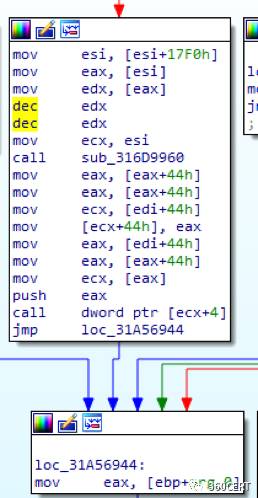 mov esi, [esi+17F0h]
mov eax, [esi]
mov edx, [eax]
dec edx
dec edx
mov ecx, esi
call sub_316D9960
mov eax, [eax+44h]
mov eax, [eax+44h]
mov ecx, [edi+44h]
mov [ecx+44h], eax
mov eax, [edi+44h]
mov eax, [eax+44h]
mov ecx, [eax]
push eax
call dword ptr [ecx+4]
jmp loc_31A56944
lo
mo
jm
;
loc_31A56944:
mov eax, [ebp+arg_0]
360CERT